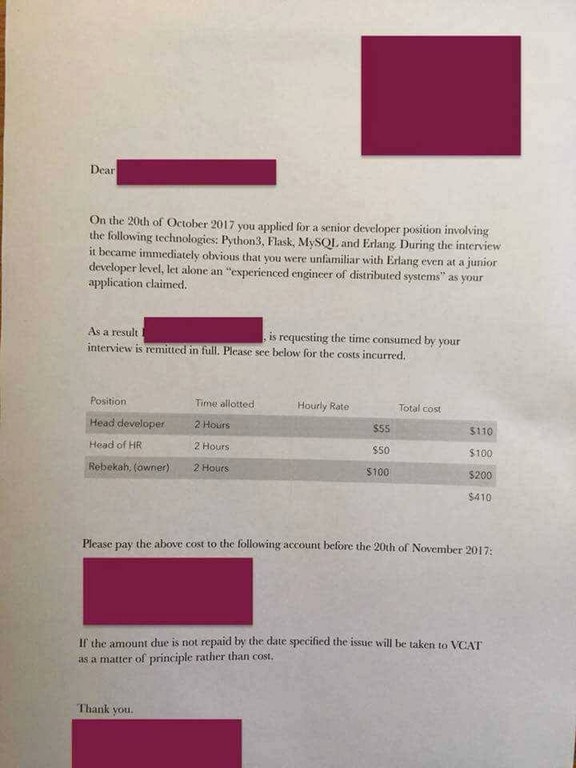 Dear
On the 20th of October 2017 you applied for a senior developer position involving
the following technologies: Python3, Flask, MySQL and Erlang. During the interview
it became immediately obvious that you were unfamiliar with Erlang even at a junior
developer level, let alone an “experienced engineer of distributed systems” as your
application claimed.
As a result , is requesting the time consumed by your
interview is remitted in full. Please see below for the costs incurred.
Position Time allotted Hourly Rate Total cost
Head developer 2 Hours $55 $110
Head of HR 2 Hours $50 $100
Rebekah, (owner) 2 Hours $100 $200
$410
Please pay the above cost to the following account before the 20th of November 2017:
If the amount due is not repaid by the date specified the issue will be taken to VCAT
as a matter of principle rather than cost.
Thank you.